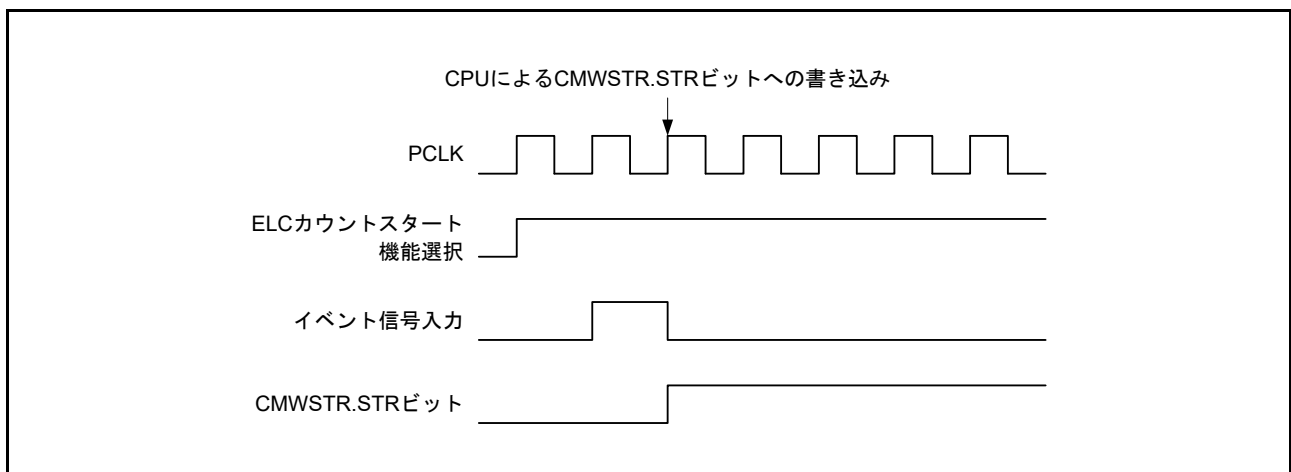 CPUによるCMWSTR.STRビットへの書き込み
PCLK
ELCカウントスタート
機能選択
イベント信号入力
CMWSTR.STRビット